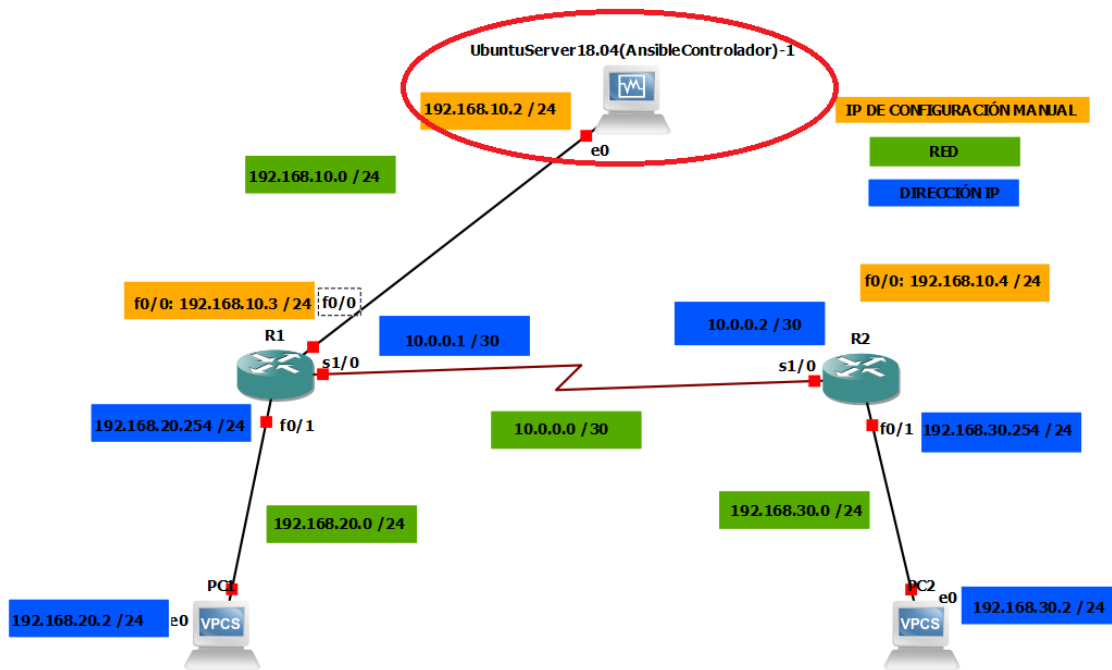 UbuntuServer18.04(AnsibleControlador)-1
192.168.10.2 /24
e0
IP DE CONFIGURACIÓN MANUAL
RED
DIRECCIÓN IP
192.168.10.0 /24
f0/0: 192.168.10.3 /24
f0/0
f0/0: 192.168.10.4 /24
R1
10.0.0.1 /30
10.0.0.2 /30
R2
s1/0
s1/0
192.168.20.254 /24
f0/1
10.0.0.0 /30
f0/1
192.168.30.254 /24
192.168.20.0 /24
192.168.30.0 /24
PC1
PC2
192.168.20.2 /24
e0
VPCS
VPCS
e0
192.168.30.2 /24